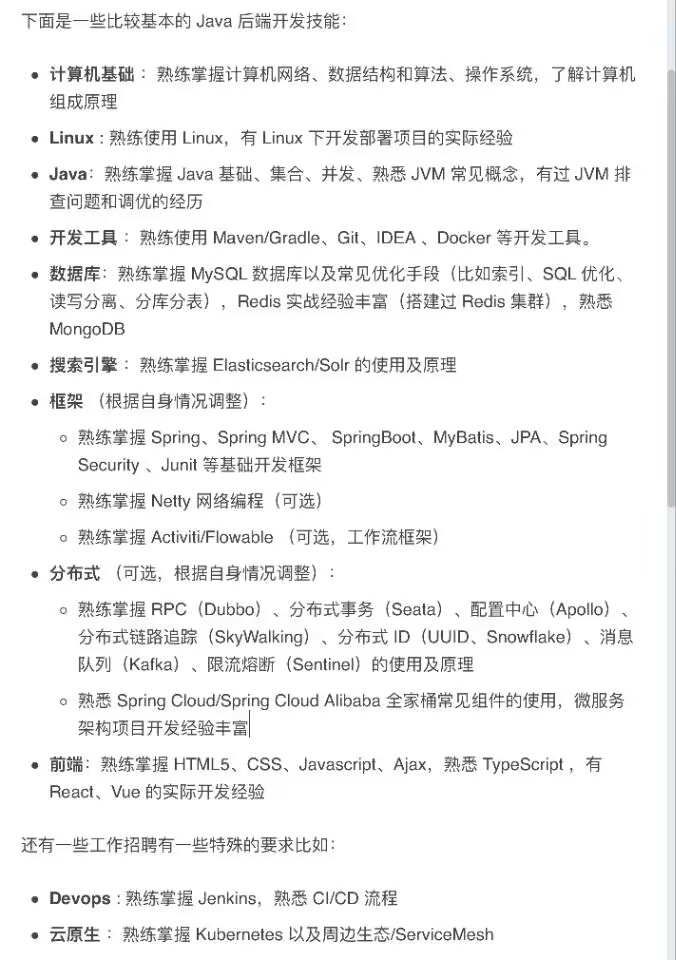 下面是一些比较基本的 Java 后端开发技能：
计算机基础： 熟练掌握计算机网络、数据结构和算法、操作系统，了解计算机
组成原理
Linux : 熟练使用 Linux，有 Linux 下开发部署项目的实际经验
Java：熟练掌握 Java 基础、集合、并发、熟悉 JVM 常见概念，有过 JVM 排
查问题和调优的经历
开发工具： 熟练使用 Maven/Gradle、Git、IDEA 、Docker 等开发工具。
数据库：熟练掌握 MySQL 数据库以及常见优化手段（比如索引、SQL 优化、
读写分离、分库分表），Redis 实战经验丰富（搭建过 Redis 集群），熟悉
MongoDB
搜索引擎： 熟练掌握 Elasticsearch/Solr 的使用及原理
框架 （根据自身情况调整）：
熟练掌握 Spring、Spring MVC、 SpringBoot、MyBatis、JPA、Spring
Security 、Junit 等基础开发框架
熟练掌握 Netty 网络编程（可选）
熟练掌握 Activiti/Flowable （可选，工作流框架）
分布式 （可选，根据自身情况调整）：
熟练掌握 RPC（Dubbo）、分布式事务（Seata）、配置中心（Apollo）、
分布式链路追踪（SkyWalking）、分布式 ID（UUID、Snowflake）、消息
队列（Kafka）、限流熔断（Sentinel）的使用及原理
熟悉 Spring Cloud/Spring Cloud Alibaba 全家桶常见组件的使用，微服务
架构项目开发经验丰富
前端：熟练掌握 HTML5、CSS、Javascript、Ajax，熟悉 TypeScript ，有
React、Vue 的实际开发经验
还有一些工作招聘有一些特殊的要求比如：
Devops : 熟练掌握 Jenkins，熟悉 CI/CD 流程
云原生： 熟练掌握 Kubernetes 以及周边生态/ServiceMesh